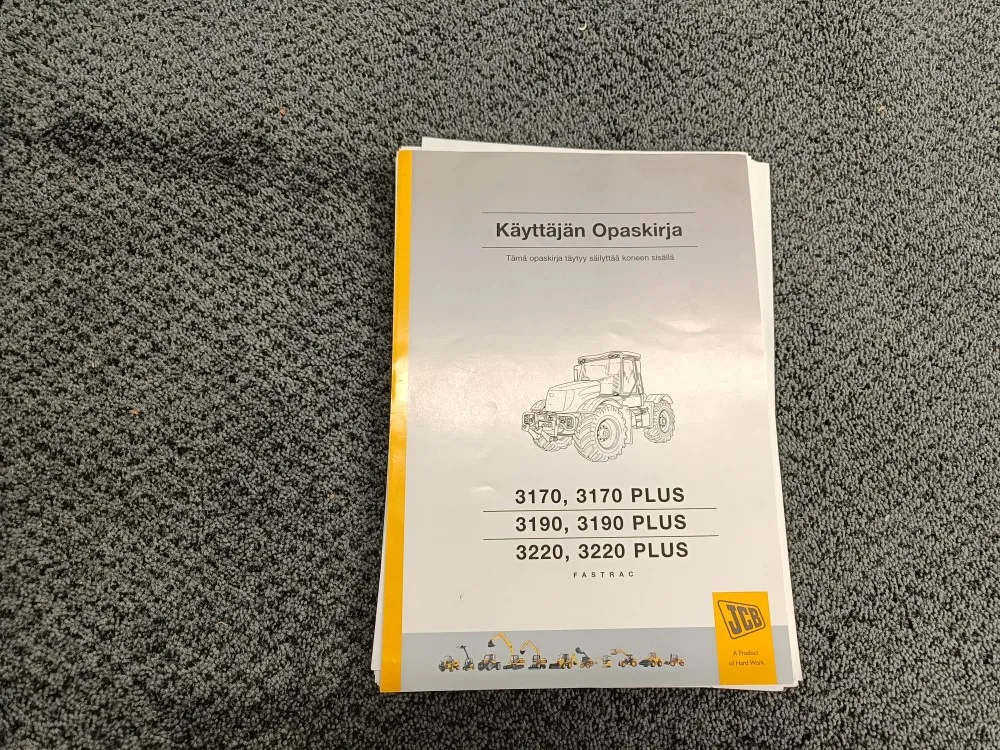 Käyttäjän Opaskirja
Tämä opaskirja täytyy säilyttää koneen sisällä
3170, 3170 PLUS
3190, 3190 PLUS
3220, 3220 PLUS
FASTRAC
JCB
A Product
of Hard Work